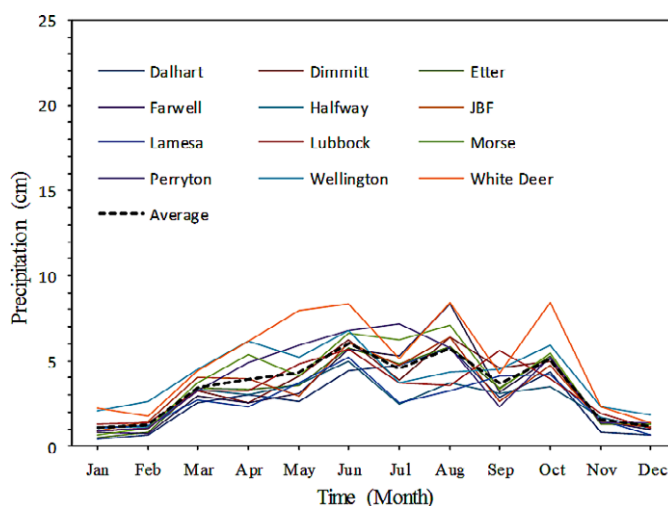 25
20
15
10
5
0
Precipitation (cm)
Dalhart Dimmitt Etter
Farwell Halfway JBF
Lamesa Lubbock Morse
Perryton Wellington White Deer
Average
Jan Feb Mar Apr May Jun Jul Aug Sep Oct Nov Dec
Time (Month)